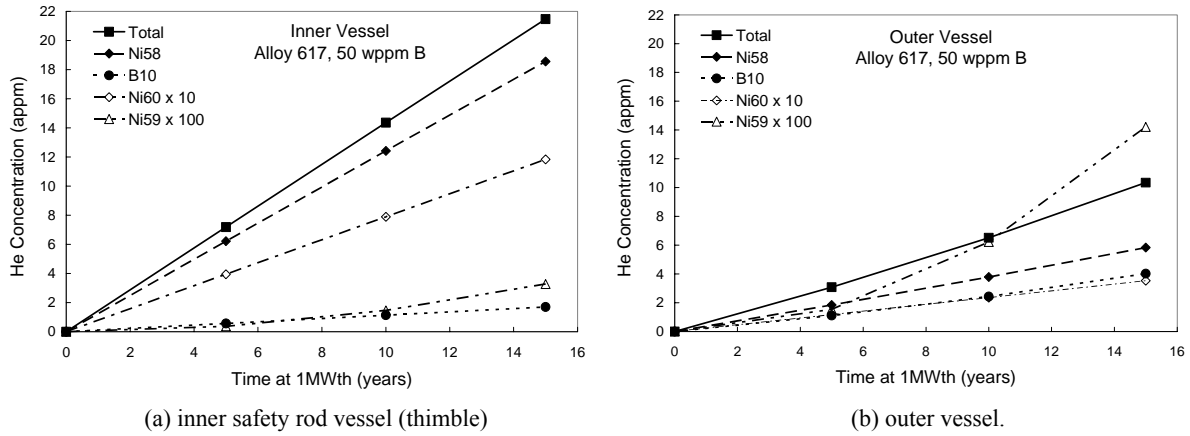 Inner Vessel
Alloy 617, 50 wppm B
Total
Ni58
B10
Ni60 x 10
Ni59 x 100
He Concentration (appm)
22
20
18
16
14
12
10
8
6
4
2
0
0 2 4 6 8 10 12 14 16
Time at 1MWth (years)
(a) inner safety rod vessel (thimble)
Outer Vessel
Alloy 617, 50 wppm B
Total
Ni58
B10
Ni60 x 10
Ni59 x 100
He Concentration (appm)
22
20
18
16
14
12
10
8
6
4
2
0
0 2 4 6 8 10 12 14 16
Time at 1MWth (years)
(b) outer vessel.